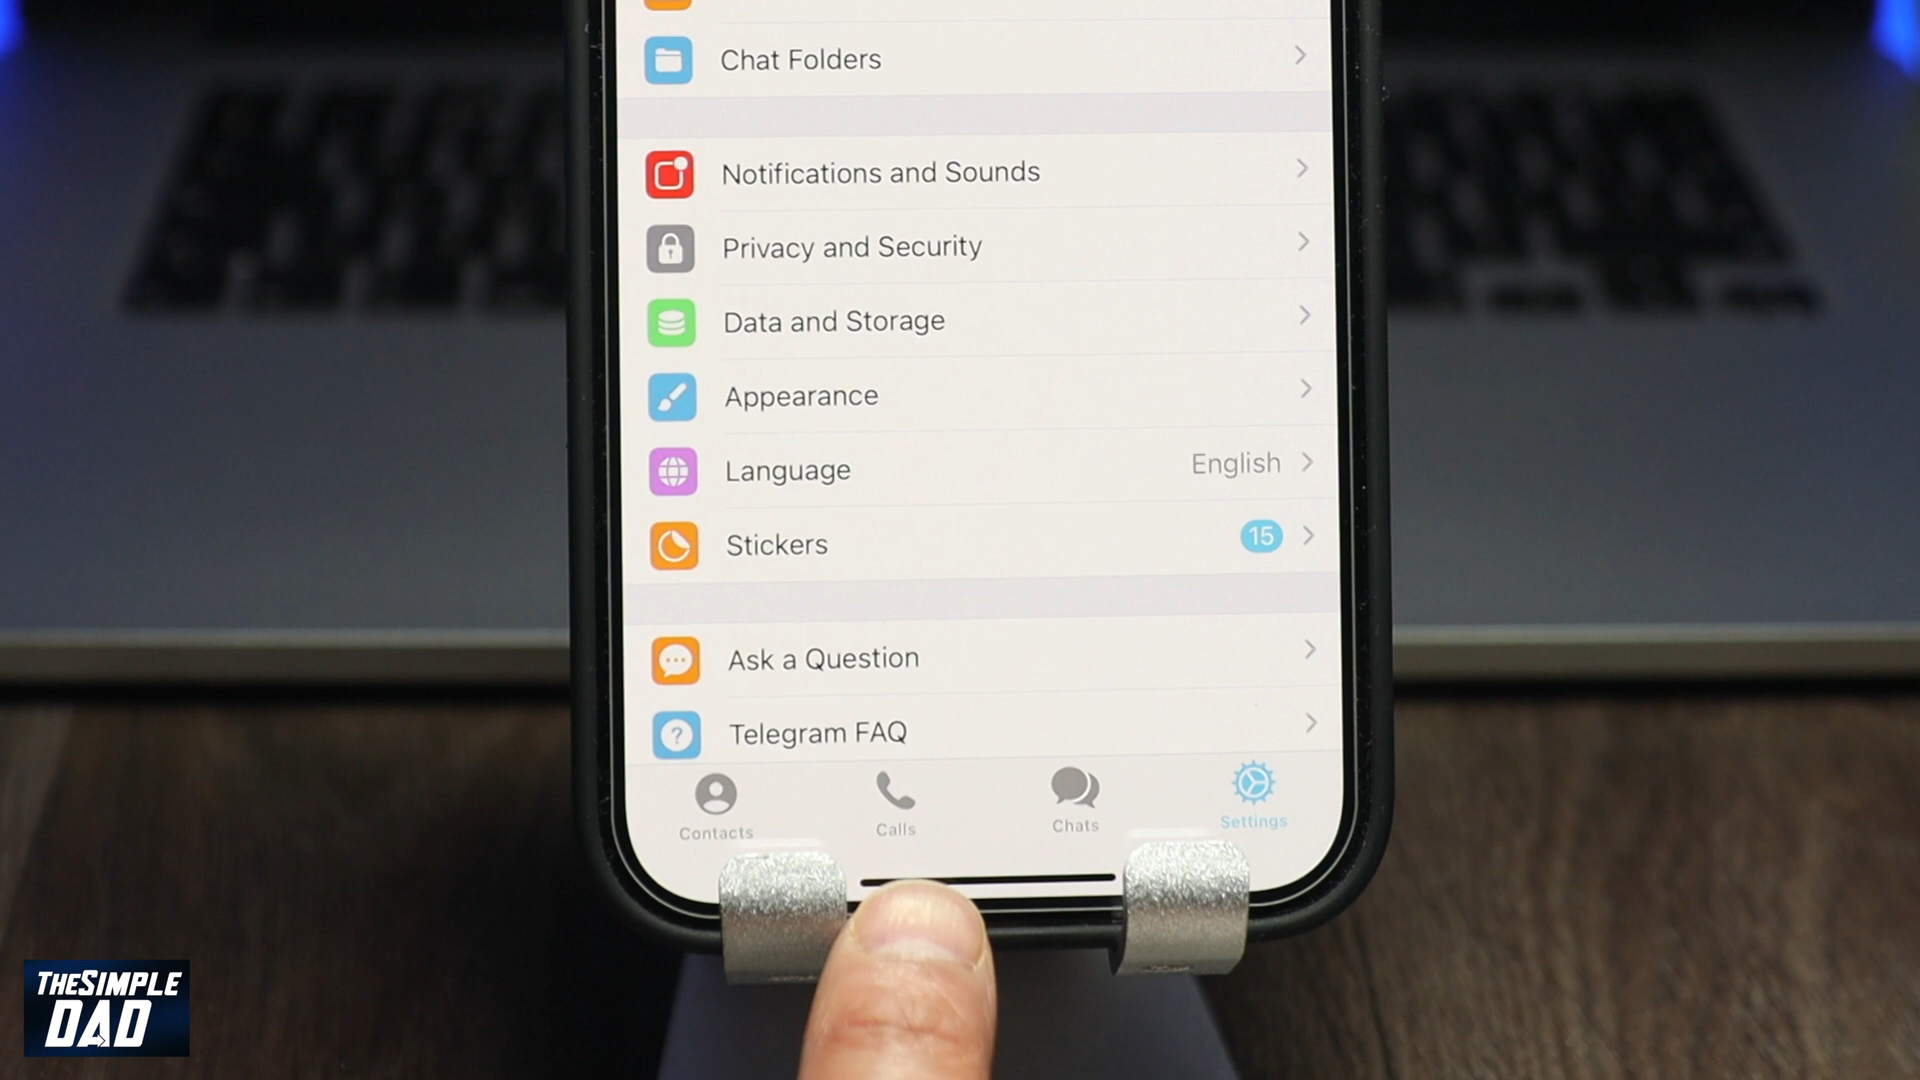 Chat Folders
Notifications and Sounds
Privacy and Security
Data and Storage
Appearance
Language English
Stickers 15
Ask a Question
? Telegram FAQ
Contacts Calls Chats Settings
THESIMPLE
DAD